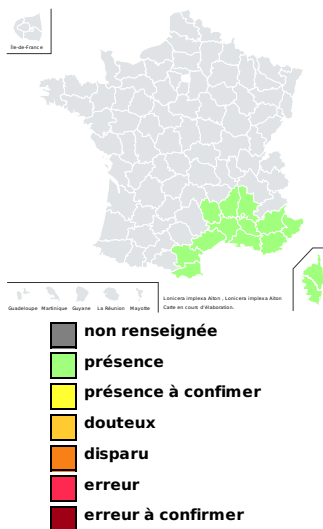 Île-de-France
Lonicera implexa Aiton , Lonicera implexa Aiton
Carte en cours d'élaboration.
Guadeloupe Martinique Guyane La Réunion Mayotte
non renseignée
présence
présence à confimer
douteux
disparu
erreur
erreur à confirmer